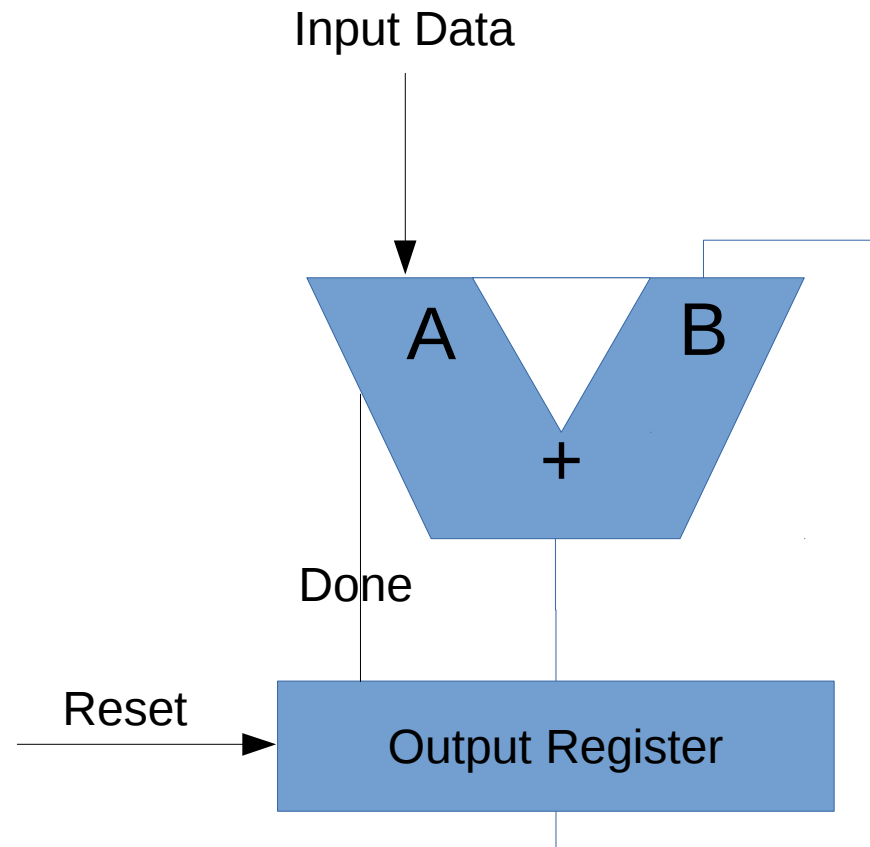 Input Data
A
B
+
Done
Reset
Output Register